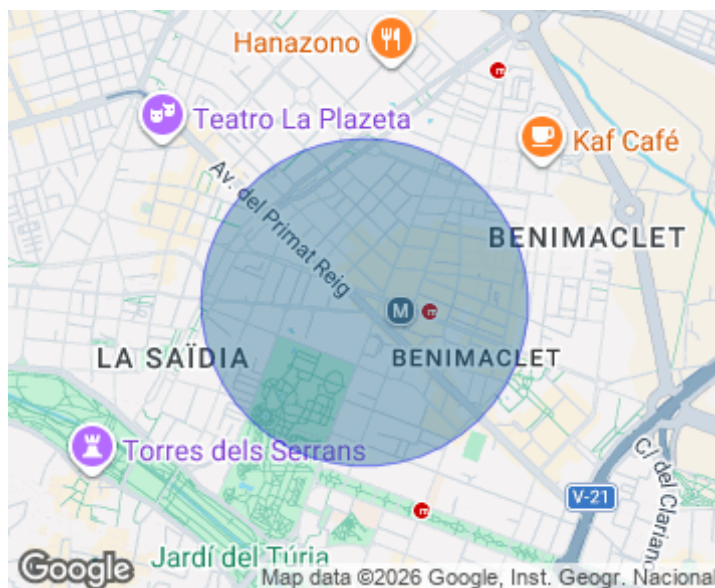 Hanazono
Teatro La Plazeta
Kaf Café
Av. del Primat Reig
BENIMACLET
M
LA SAÏDIA
BENIMACLET
Torres dels Serrans
C/ del Clariano
V-21
Jardí del Túria
Google
Map data ©2026 Google, Inst. Geogr. Nacional